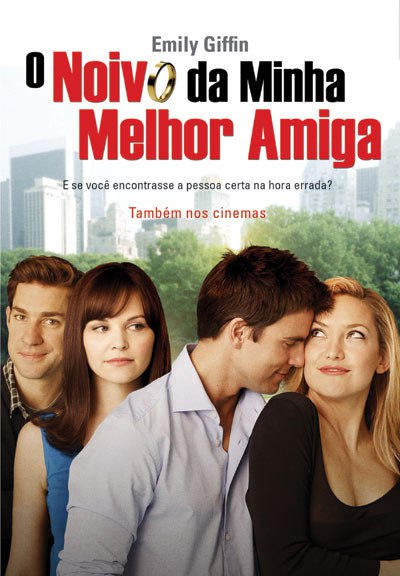 Emily Giffin
O Noivo da Minha
Melhor Amiga
E se você encontrasse a pessoa certa na hora errada?
Também nos cinemas